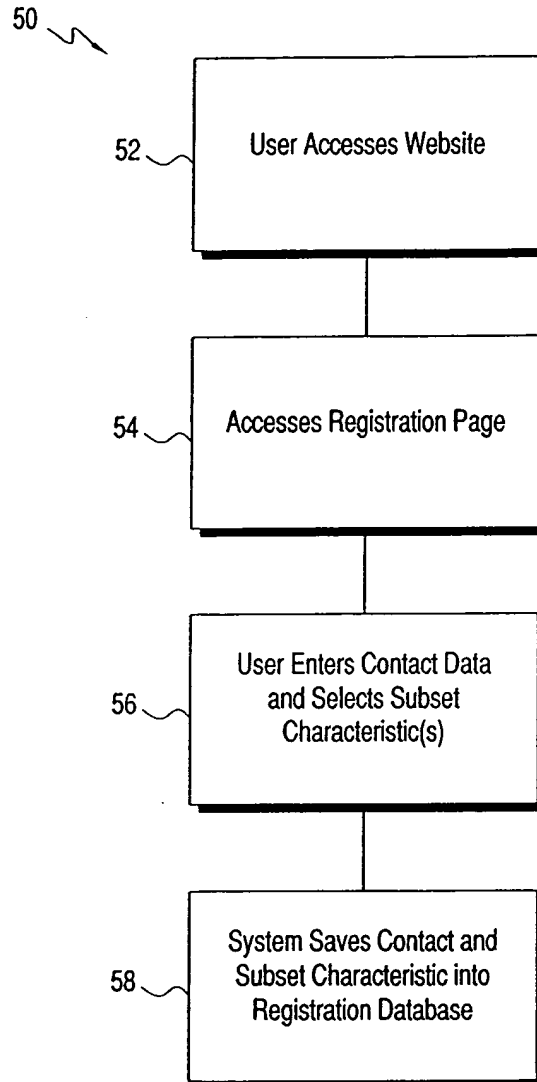 50
52
User Accesses Website
54
Accesses Registration Page
56
User Enters Contact Data
and Selects Subset
Characteristic(s)
58
System Saves Contact and
Subset Characteristic into
Registration Database